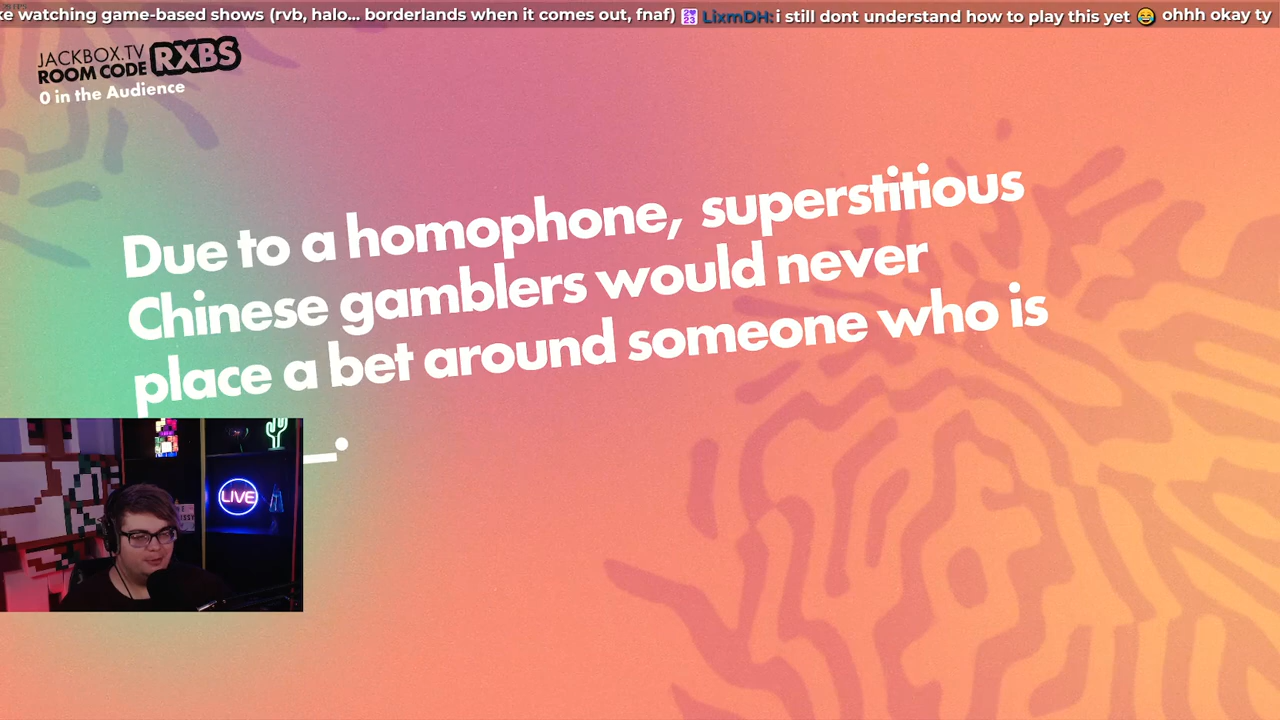 ke watching game-based shows (rvb, halo... borderlands when it comes out, fnaf) LixmDH: i still dont understand how to play this yet 😂 ohhh okay ty
JACKBOX.TV
ROOM CODE RXBS
0 in the Audience
Due to a homophone, superstitious
Chinese gamblers would never
place a bet around someone who is
_.
LIVE